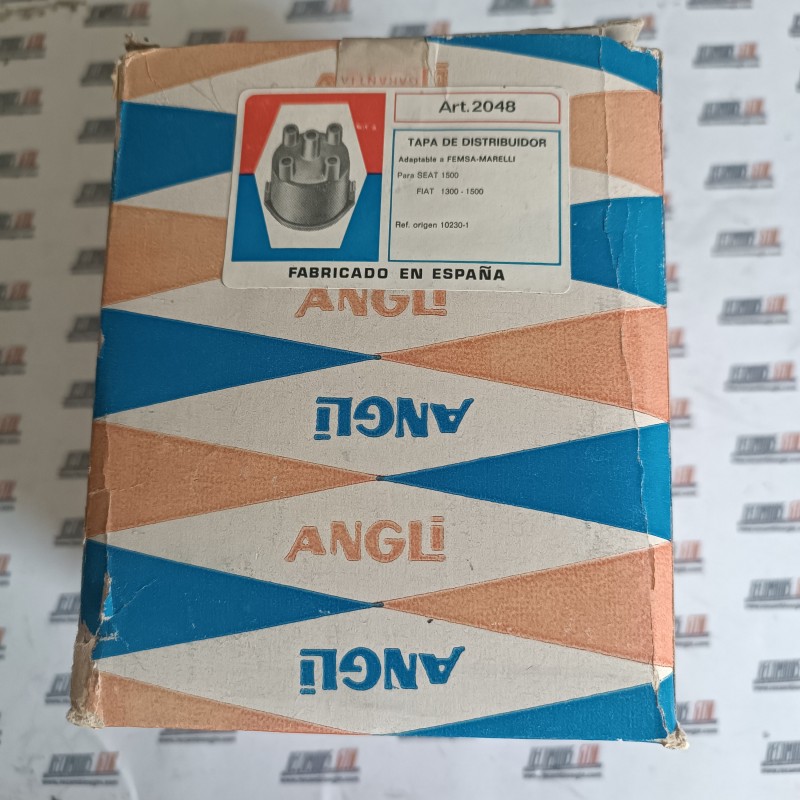 GARANTIA
Art.2048
TAPA DE DISTRIBUIDOR
Adaptable a FEMSA-MARELLI
Para SEAT 1500
FIAT 1300 - 1500
Ref. origen 10230-1
FABRICADO EN ESPAÑA
ANGLi
ANGLi
ANGLi
ANGLi